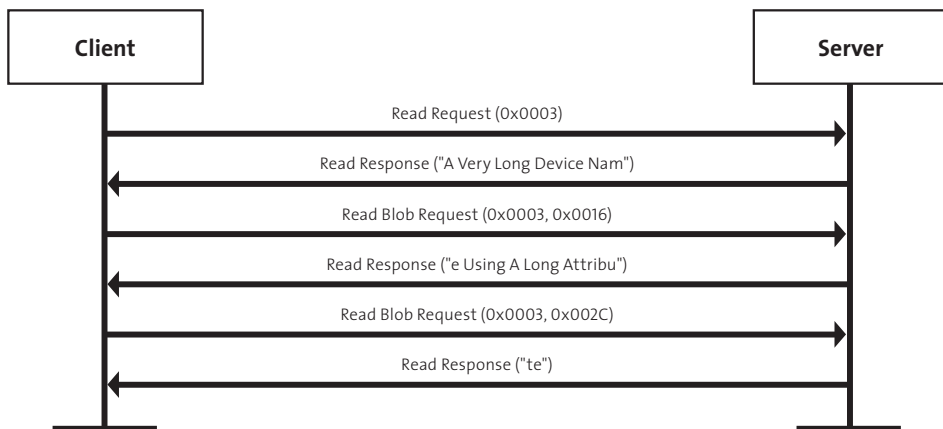 Client
Server
Read Request (0x0003)
Read Response ("A Very Long Device Nam")
Read Blob Request (0x0003, 0x0016)
Read Response ("e Using A Long Attribu")
Read Blob Request (0x0003, 0x002C)
Read Response ("te")